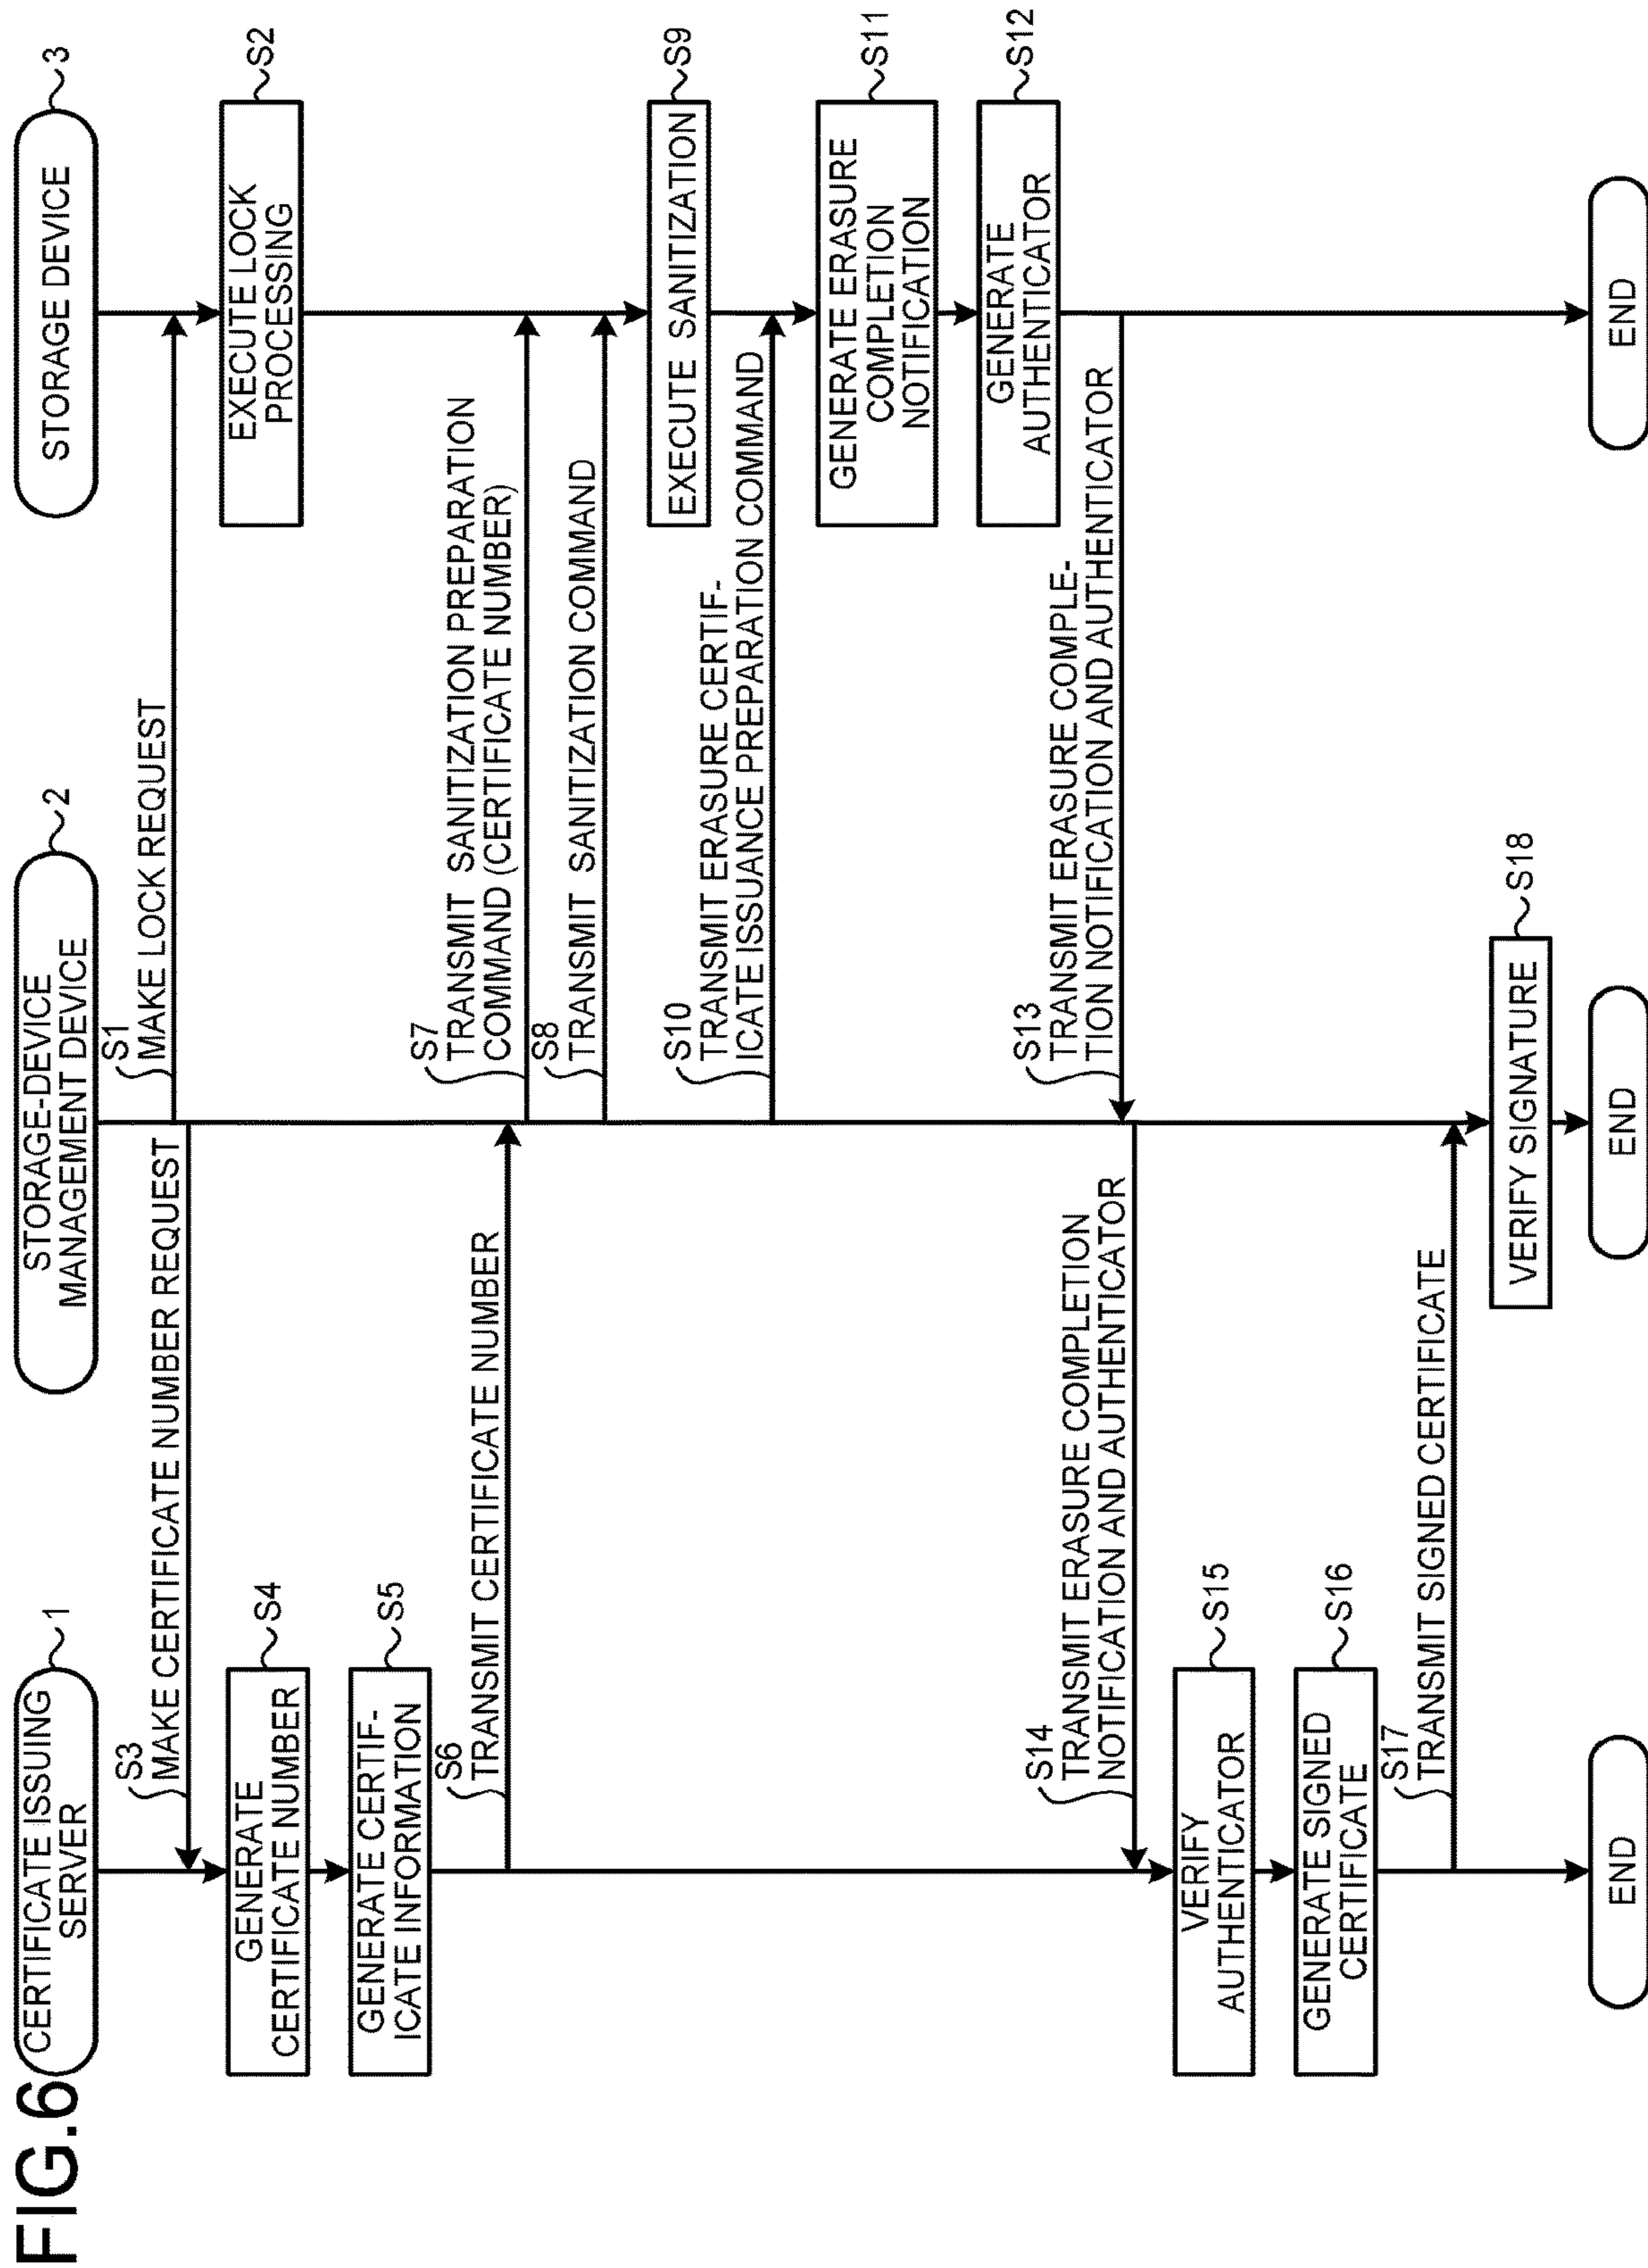 FIG.6
CERTIFICATE ISSUING
SERVER
1
STORAGE-DEVICE
MANAGEMENT DEVICE
2
STORAGE DEVICE
3
S1
MAKE LOCK REQUEST
EXECUTE LOCK
PROCESSING
S2
S3
MAKE CERTIFICATE NUMBER REQUEST
GENERATE
CERTIFICATE NUMBER
S4
GENERATE CERTIF-
ICATE INFORMATION
S5
S6
TRANSMIT CERTIFICATE NUMBER
S7
TRANSMIT SANITIZATION PREPARATION
COMMAND (CERTIFICATE NUMBER)
S8
TRANSMIT SANITIZATION COMMAND
EXECUTE SANITIZATION
S9
S10
TRANSMIT ERASURE CERTIF-
ICATE ISSUANCE PREPARATION COMMAND
GENERATE ERASURE
COMPLETION
NOTIFICATION
S11
GENERATE
AUTHENTICATOR
S12
S13
TRANSMIT ERASURE COMPLE-
TION NOTIFICATION AND AUTHENTICATOR
S14
TRANSMIT ERASURE COMPLETION
NOTIFICATION AND AUTHENTICATOR
VERIFY
AUTHENTICATOR
S15
GENERATE SIGNED
CERTIFICATE
S16
S17
TRANSMIT SIGNED CERTIFICATE
VERIFY SIGNATURE
S18
END
END
END